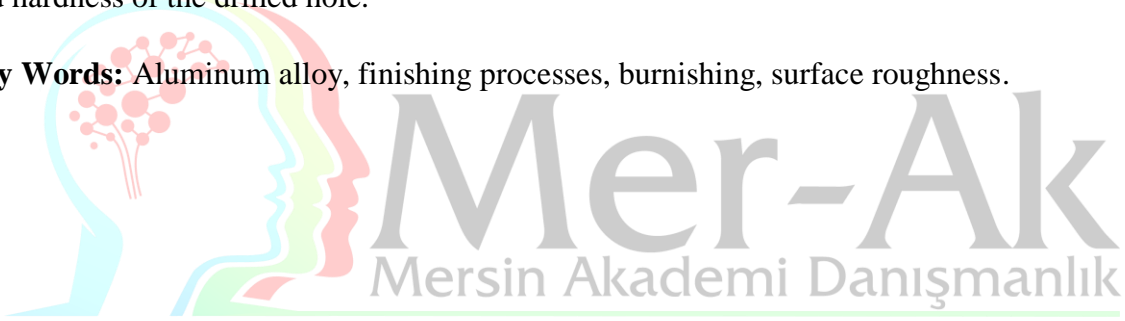 hardness of the drilled hole.
y Words: Aluminum alloy, finishing processes, burnishing, surface roughness.
Mer-Ak
Mersin Akademi Danışmanlık